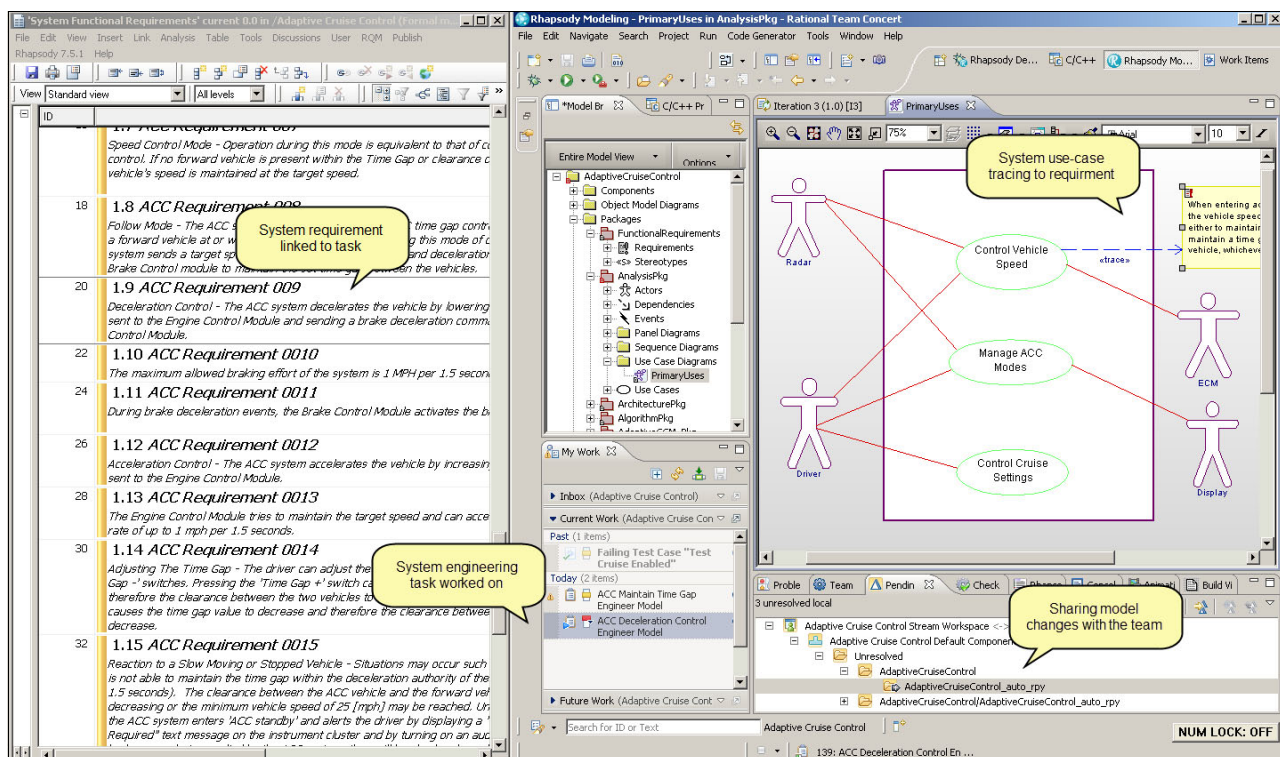 'System Functional Requirements' current 0.0 in /Adaptive Cruise Control (Formal m...
File Edit View Insert Link Analysis Table Tools Discussions User RQM Publish
Rhapsody 7.5.1 Help
View Standard view All levels
ID
Speed Control Mode - Operation during this mode is equivalent to that of
control. If no forward vehicle is present within the Time Gap or clearance
vehicle's speed is maintained at the target speed.
18 1.8 ACC Requirement 008
Follow Mode - The ACC time gap contr
a forward vehicle at or w this mode of
system sends a target sp and deceleration
Brake Control module to the vehicles.
20 1.9 ACC Requirement 009
Deceleration Control - The ACC system decelerates the vehicle by lowering
sent to the Engine Control Module and sending a brake deceleration comm
Control Module.
22 1.10 ACC Requirement 0010
The maximum allowed braking effort of the system is 1 MPH per 1.5 secon
24 1.11 ACC Requirement 0011
During brake deceleration events, the Brake Control Module activates the b
26 1.12 ACC Requirement 0012
Acceleration Control - The ACC system accelerates the vehicle by increasin
sent to the Engine Control Module.
28 1.13 ACC Requirement 0013
The Engine Control Module tries to maintain the target speed and can acce
rate of up to 1 mph per 1.5 seconds.
30 1.14 ACC Requirement 0014
Adjusting The Time Gap - The driver can adjust the
Gap -' switches. Pressing the 'Time Gap +' switch ca
therefore the clearance between the two vehicles to
causes the time gap value to decrease and therefore the clearance between
decrease.
32 1.15 ACC Requirement 0015
Reaction to a Slow Moving or Stopped Vehicle - Situations may occur such
is not able to maintain the time gap within the deceleration authority of the
1.5 seconds). The clearance between the ACC vehicle and the forward veh
decreasing or the minimum vehicle speed of 25 [mph] may be reached. Un
the ACC system enters 'ACC standby' and alerts the driver by displaying a "
Required" text message on the instrument cluster and by turning on an aud
System requirement
linked to task
System engineering
task worked on
Rhapsody Modeling - PrimaryUses in AnalysisPkg - Rational Team Concert
File Edit Navigate Search Project Run Code Generator Tools Window Help
Rhapsody De... C/C++ Rhapsody Mo... Work Items
*Model Br C/C++ Pr
Entire Model View Options
AdaptiveCruiseControl
Components
Object Model Diagrams
Packages
FunctionalRequirements
Requirements
«S» Stereotypes
AnalysisPkg
Actors
Dependencies
Events
Panel Diagrams
Sequence Diagrams
Use Case Diagrams
PrimaryUses
Use Cases
ArchitecturePkg
AlgorithmPkg
My Work
Inbox (Adaptive Cruise Control)
Current Work (Adaptive Cruise Con
Past (1 items)
Failing Test Case "Test
Cruise Enabled"
Today (2 items)
ACC Maintain Time Gap
Engineer Model
ACC Deceleration Control
Engineer Model
Future Work (Adaptive Cruise Cont
Iteration 3 (1.0) [13] PrimaryUses
75% Arial 10
System use-case
tracing to requirment
When entering ac
the vehicle speed
either to maintain
maintain a time g
vehicle, whicheve
Radar
Control Vehicle
Speed
«trace»
Manage ACC
Modes
ECM
Driver
Control Cruise
Settings
Display
Proble Team Pendin Check Build Vi
3 unresolved local
Adaptive Cruise Control Stream Workspace <->
Adaptive Cruise Control Default Component
Unresolved
AdaptiveCruiseControl
AdaptiveCruiseControl_auto_rpy
AdaptiveCruiseControl/AdaptiveCruiseControl_auto_rpy
Sharing model
changes with the team
Search for ID or Text Adaptive Cruise Control
NUM LOCK: OFF
139: ACC Deceleration Control En ...